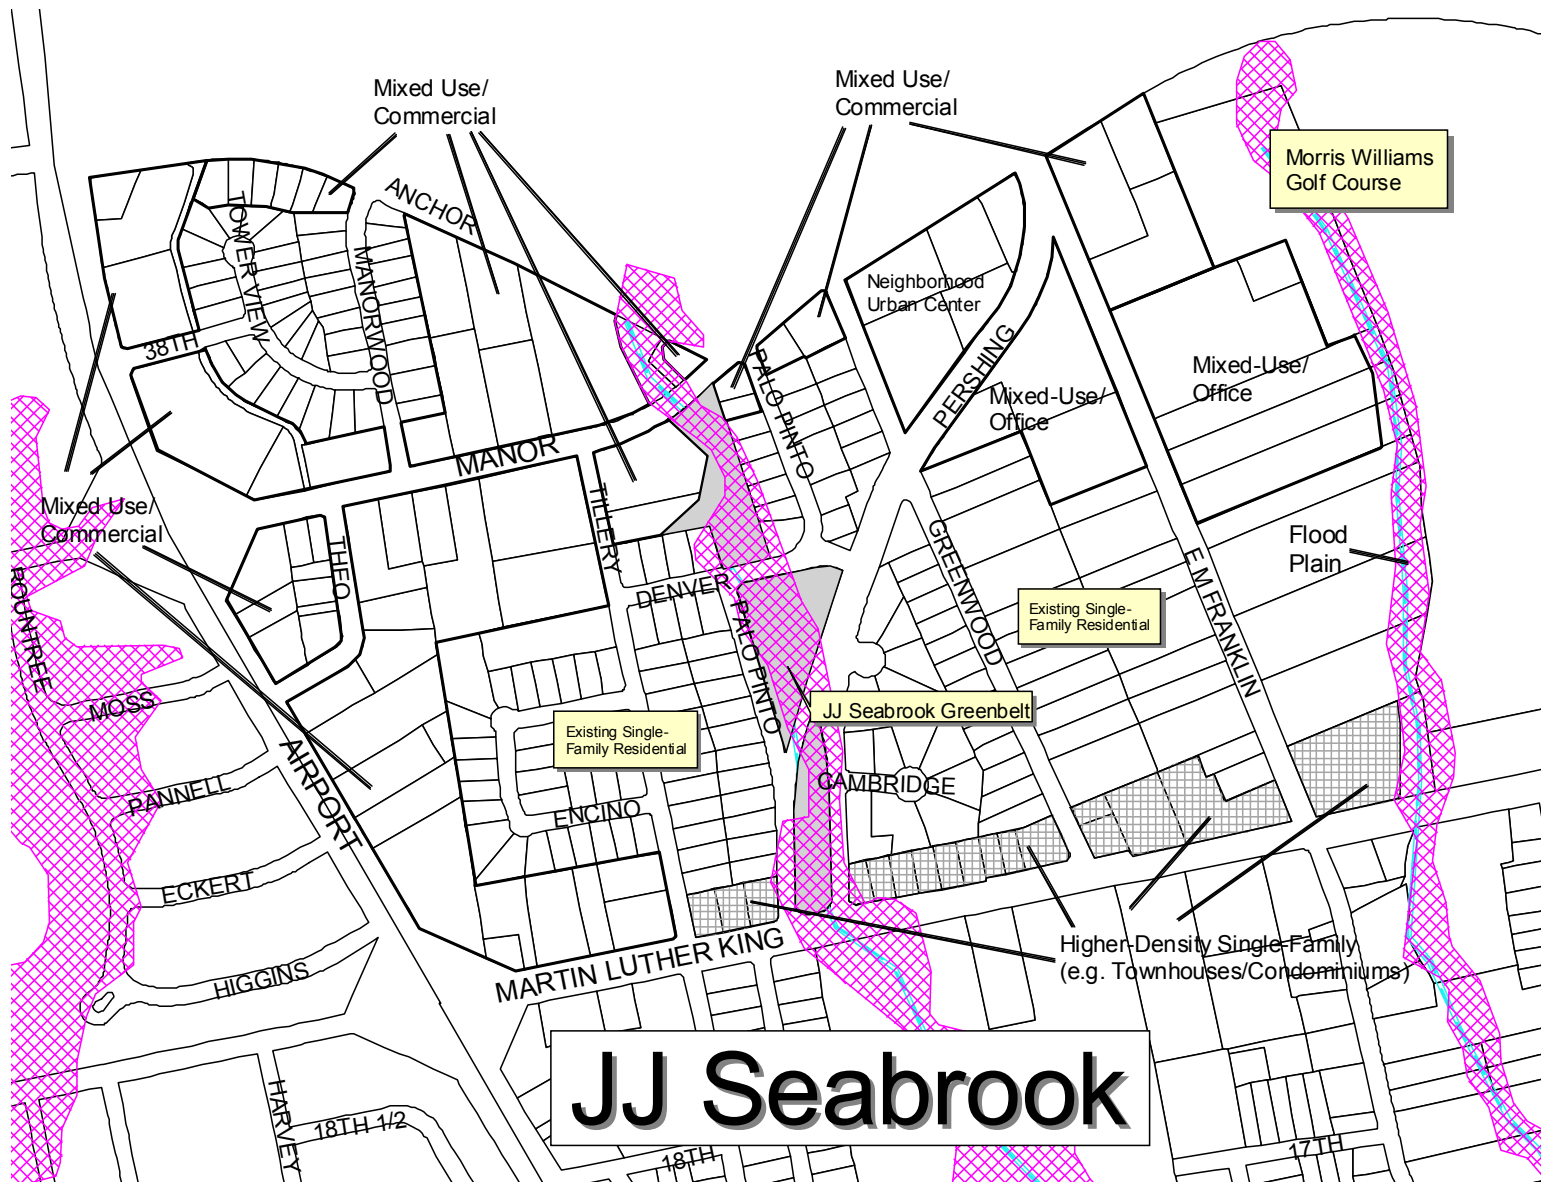 Mixed Use/
Commercial
Mixed Use/
Commercial
Morris Williams
Golf Course
ANCHOR
TOWER VIEW
MANORWOOD
Neighborhood
Urban Center
38TH
PERSHING
PALO PINTO
Mixed-Use/
Office
Mixed-Use/
Office
MANOR
Mixed Use/
Commercial
TILLERY
THEO
GREENWOOD
E M FRANKLIN
Flood
Plain
ROUNTREE
DENVER
PALO PINTO
Existing Single-
Family Residential
MOSS
JJ Seabrook Greenbelt
Existing Single-
Family Residential
AIRPORT
PANNELL
CAMBRIDGE
ENCINO
ECKERT
MARTIN LUTHER KING
Higher-Density Single-Family
(e.g. Townhouses/Condominiums)
HIGGINS
JJ Seabrook
HARVEY
18TH 1/2
18TH
17TH